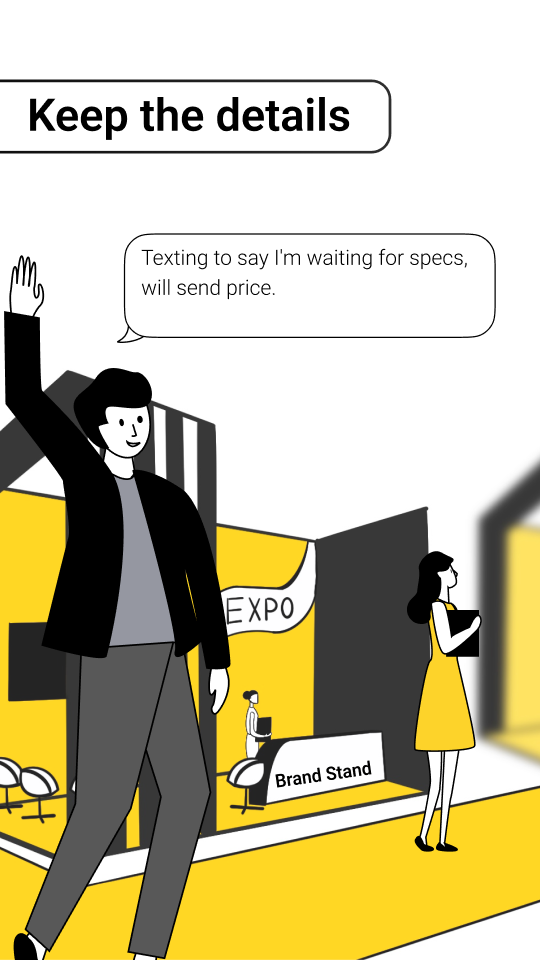 Keep the details
Texting to say I'm waiting for specs,
will send price.
EXPO
Brand Stand